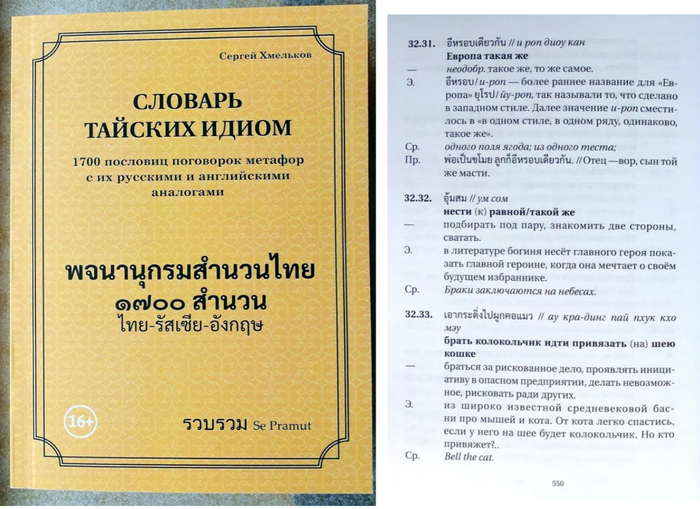 Сергей Хмельков
СЛОВАРЬ
ТАЙСКИХ ИДИОМ
1700 пословиц поговорок метафор
с их русскими и английскими
аналогами
พจนานุกรมสำนวนไทย
๑๗๐๐ สำนวน
ไทย-รัสเซีย-อังกฤษ
16+
รวบรวม Se Pramut
32.31. อีหรอบเดียวกัน // и роп диоу кан
Европа такая же
— неодобр. такое же, то же самое.
Э. อีหรอบ / и-роп — более раннее название для «Ев-
ропа» ยุโรป / йу-роп, так называли то, что сделано
в западном стиле. Далее значение и-роп смести-
лось в «в одном стиле, в одном ряду, одинаково,
такое же».
Ср. одного поля ягода; из одного теста;
Пр. พ่อเป็นขโมย ลูกก็อีหรอบเดียวกัน. // Отец —вор, сын той
же масти.
32.32. อุ้มสม // ум сом
нести (к) равной/такой же
— подбирать под пару, знакомить две стороны,
сватать.
Э. в литературе богиня несёт главного героя пока-
зать главной героине, когда она мечтает о своём
будущем избраннике.
Ср. Браки заключаются на небесах.
32.33. เอากระดิ่งไปผูกคอแมว // ау кра-динг пай пхук кхо
мэу
брать колокольчик идти привязать (на) шею
кошке
— браться за рискованное дело, проявлять иници-
ативу в опасном предприятии, делать невозмож-
ное, рисковать ради других.
Э. из широко известной средневековой бас-
ни про мышей и кота. От кота легко спастись,
если у него на шее будет колокольчик. Но кто
привяжет?..
Ср. Bell the cat.
550